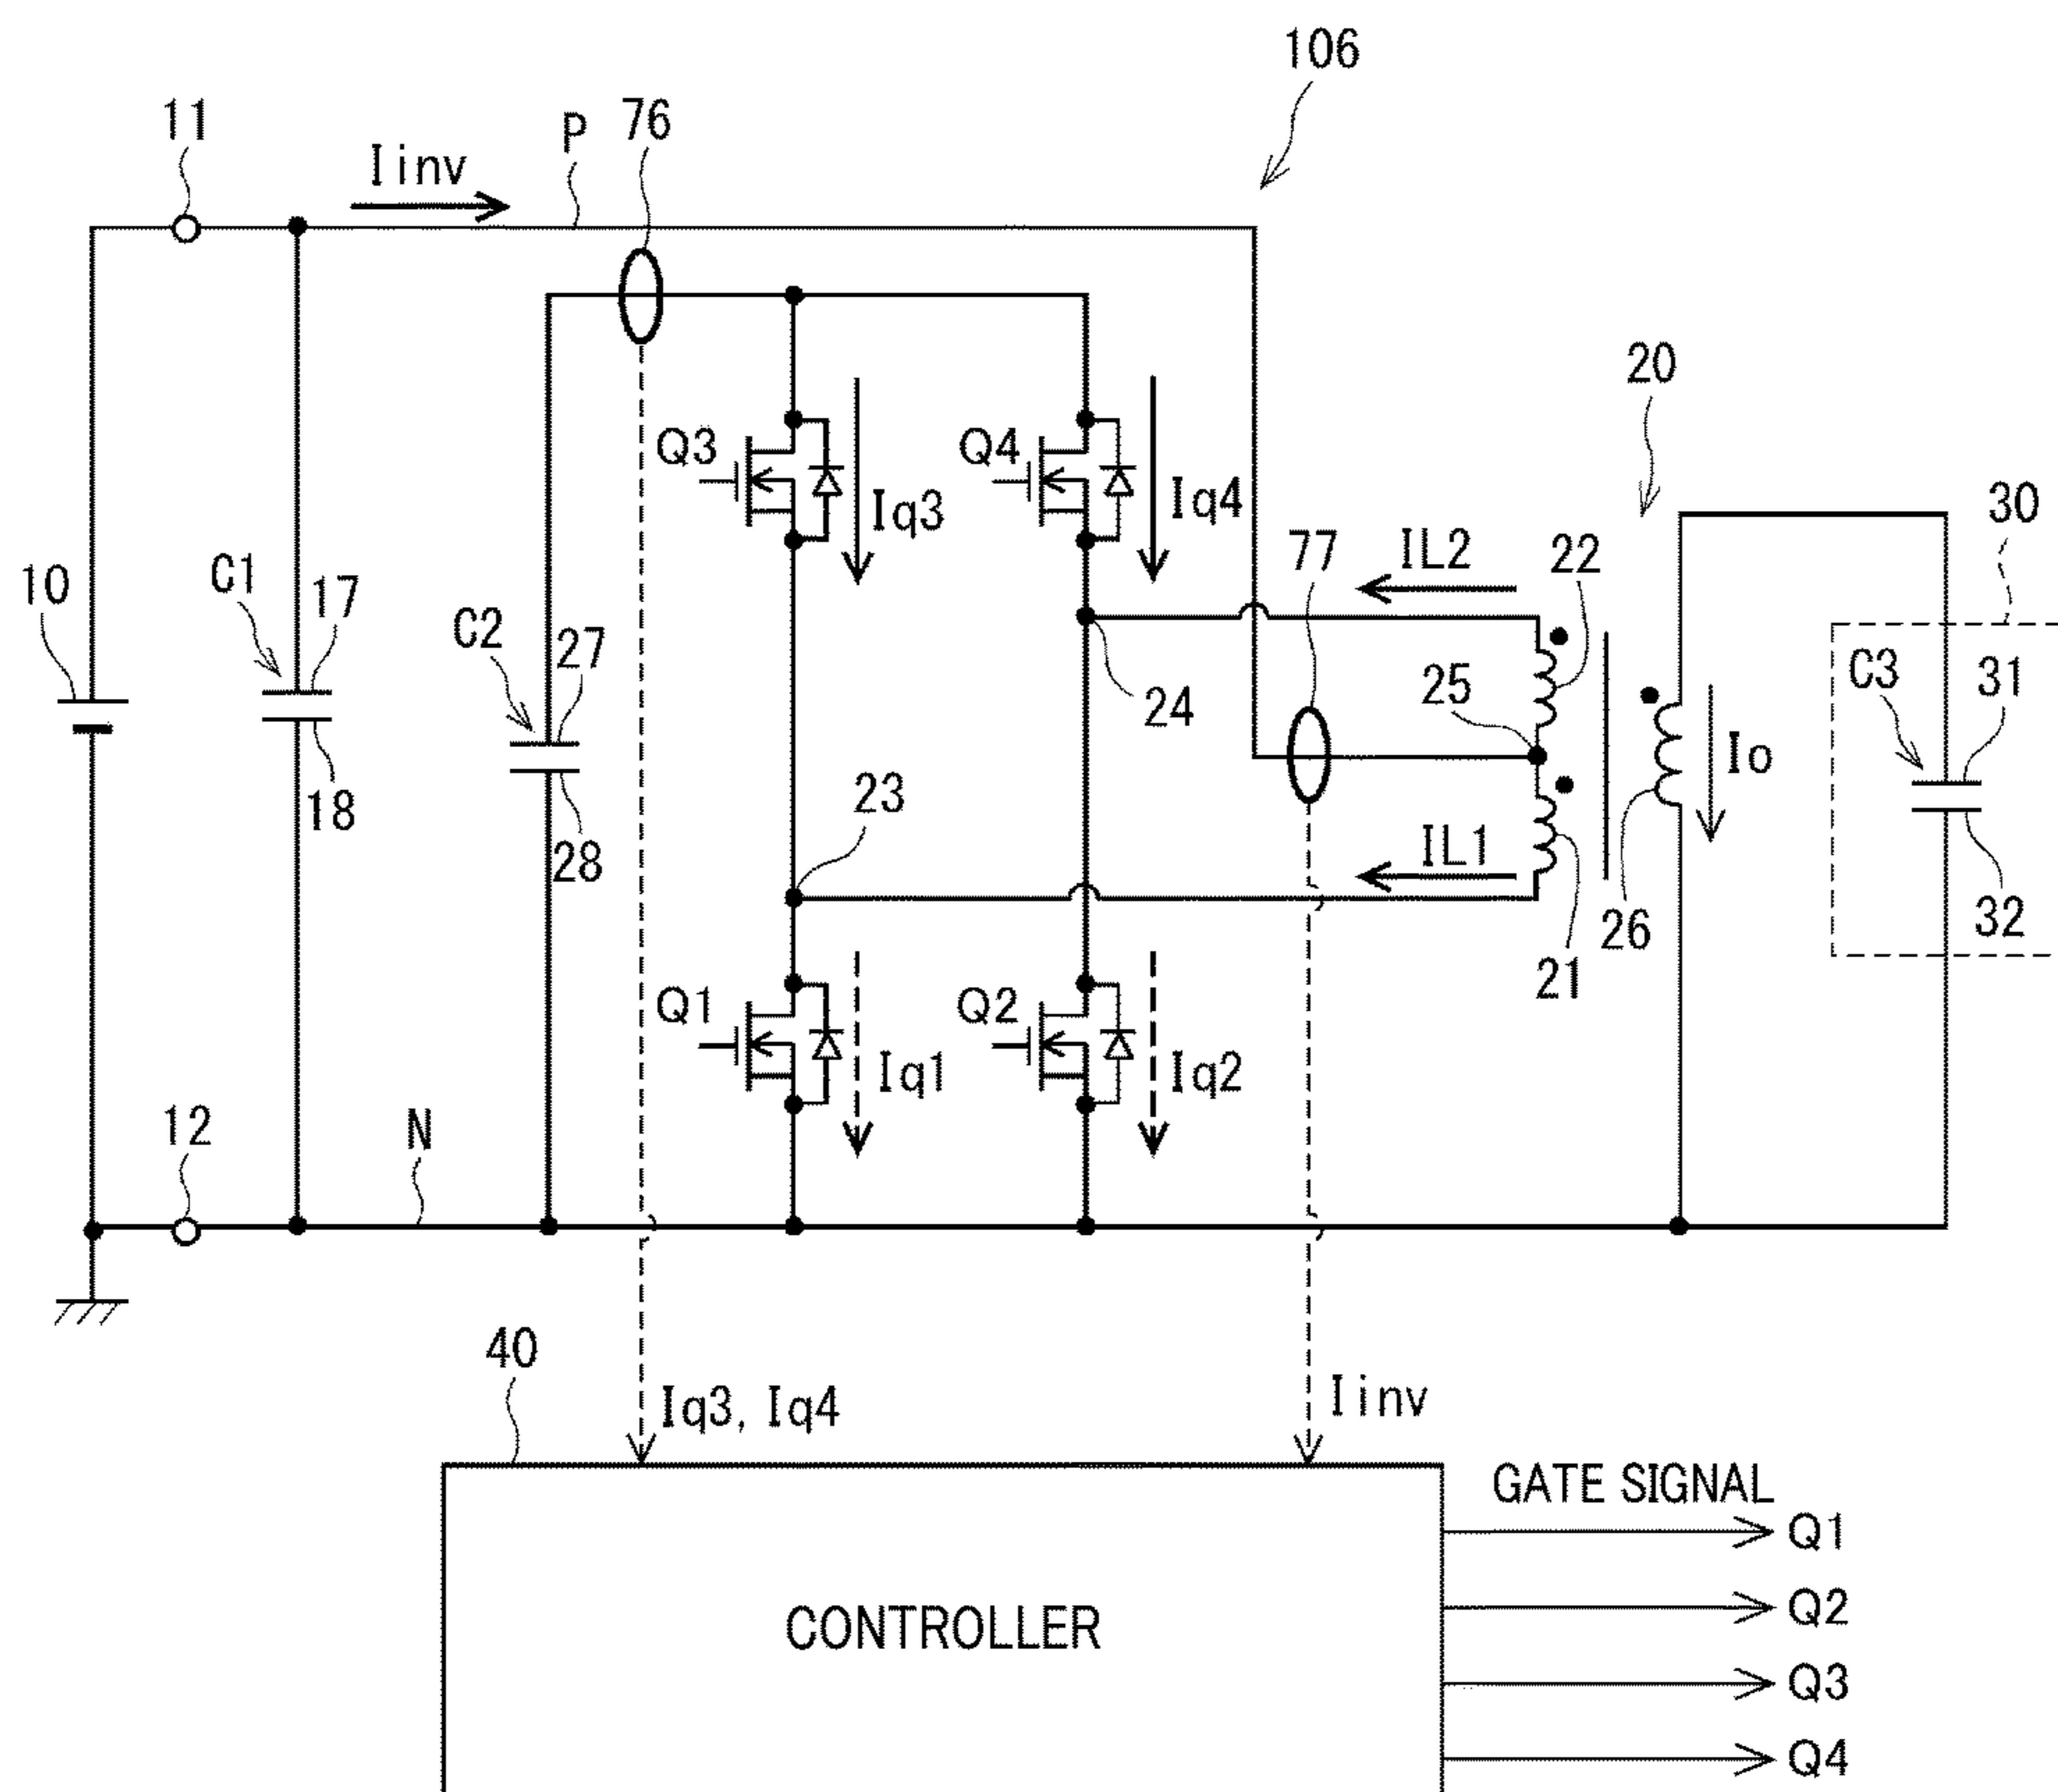 106
11
P
76
Iinv
20
Q3
Q4
30
Iq3
Iq4
77
IL2
22
10
C1
17
C2
27
25
C3
31
24
Io
18
23
28
IL1
26
32
21
Q1
Q2
Iq1
Iq2
12
N
40
Iq3, Iq4
Iinv
GATE SIGNAL
Q1
CONTROLLER
Q2
Q3
Q4